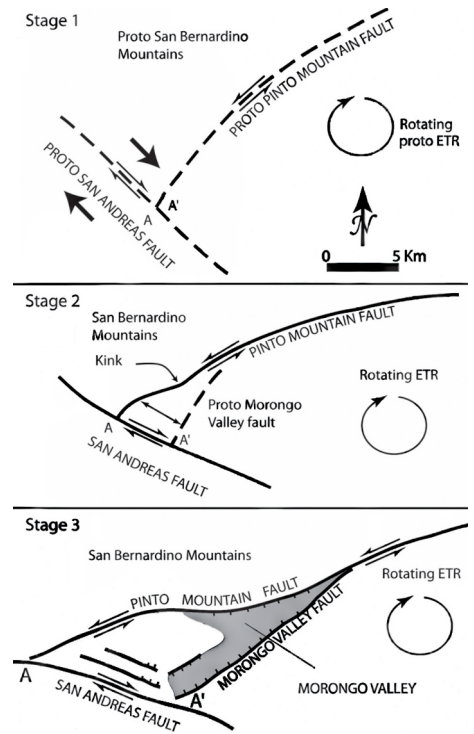 Stage 1
Proto San Bernardino
Mountains
PROTO PINTO MOUNTAIN FAULT
Rotating
proto ETR
PROTO SAN ANDREAS FAULT
A
A'
N
0 5 Km
Stage 2
San Bernardino
Mountains
Kink
PINTO MOUNTAIN FAULT
Rotating ETR
Proto Morongo
Valley fault
A
A'
SAN ANDREAS FAULT
Stage 3
San Bernardino Mountains
Rotating ETR
PINTO MOUNTAIN FAULT
MORONGO VALLEY FAULT
A
A'
SAN ANDREAS FAULT
MORONGO VALLEY